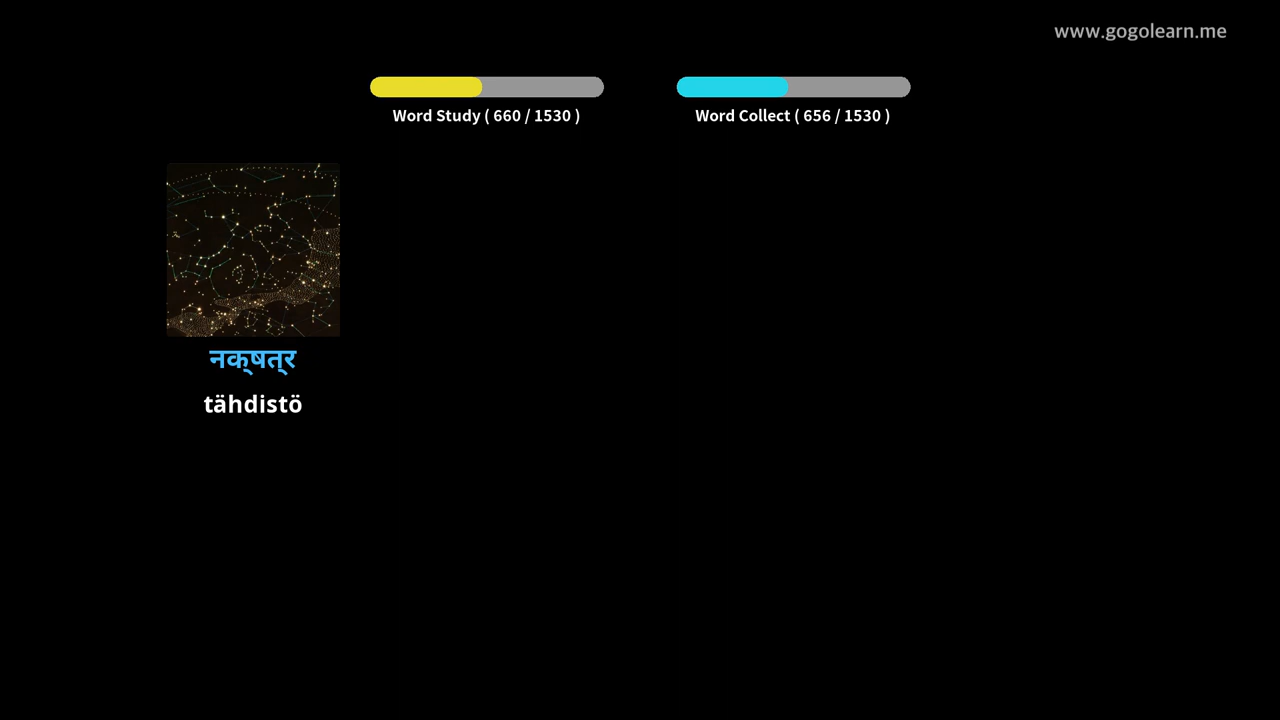 www.gogolearn.me
Word Study ( 660 / 1530 )
Word Collect ( 656 / 1530 )
नक्षत्र
tähdistö